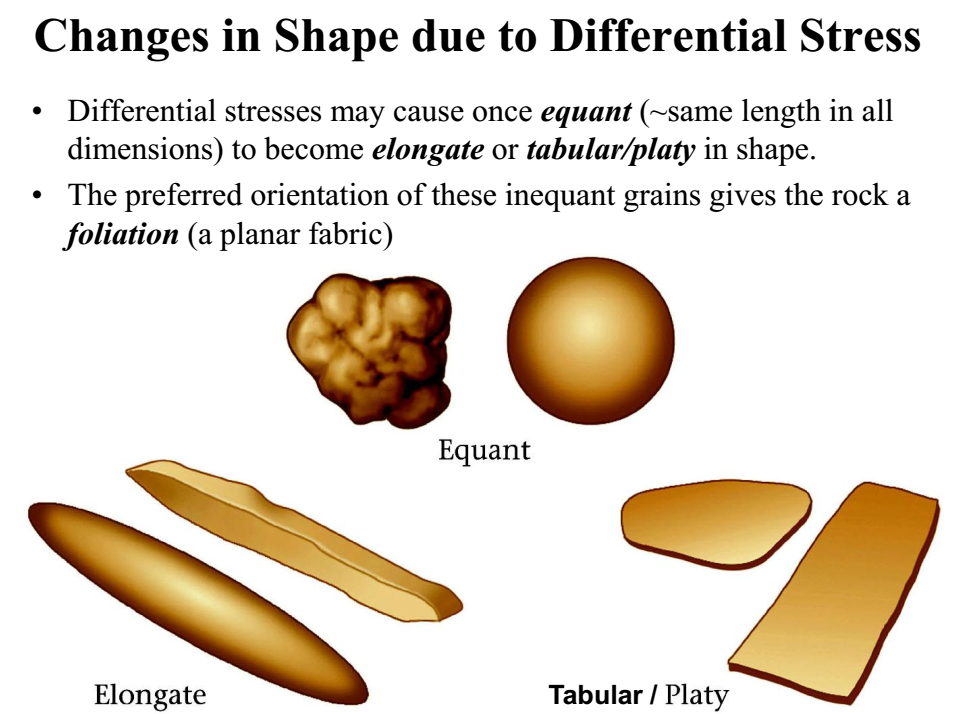 Changes in Shape due to Differential Stress
• Differential stresses may cause once equant (~same length in all
dimensions) to become elongate or tabular/platy in shape.
• The preferred orientation of these inequant grains gives the rock a
foliation (a planar fabric)
Equant
Elongate
Tabular / Platy